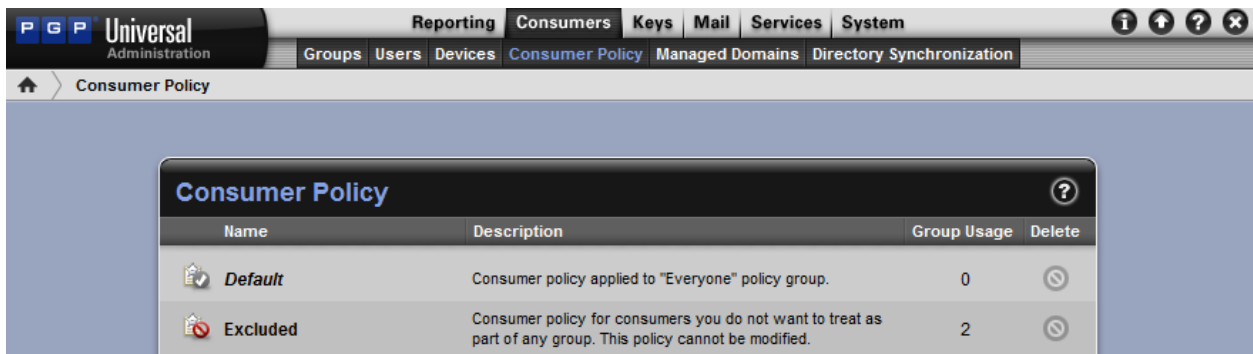 PGP Universal Administration
Reporting Consumers Keys Mail Services System
Groups Users Devices Consumer Policy Managed Domains Directory Synchronization
Consumer Policy
Consumer Policy
Name Description Group Usage Delete
Default Consumer policy applied to "Everyone" policy group. 0
Excluded Consumer policy for consumers you do not want to treat as
part of any group. This policy cannot be modified. 2